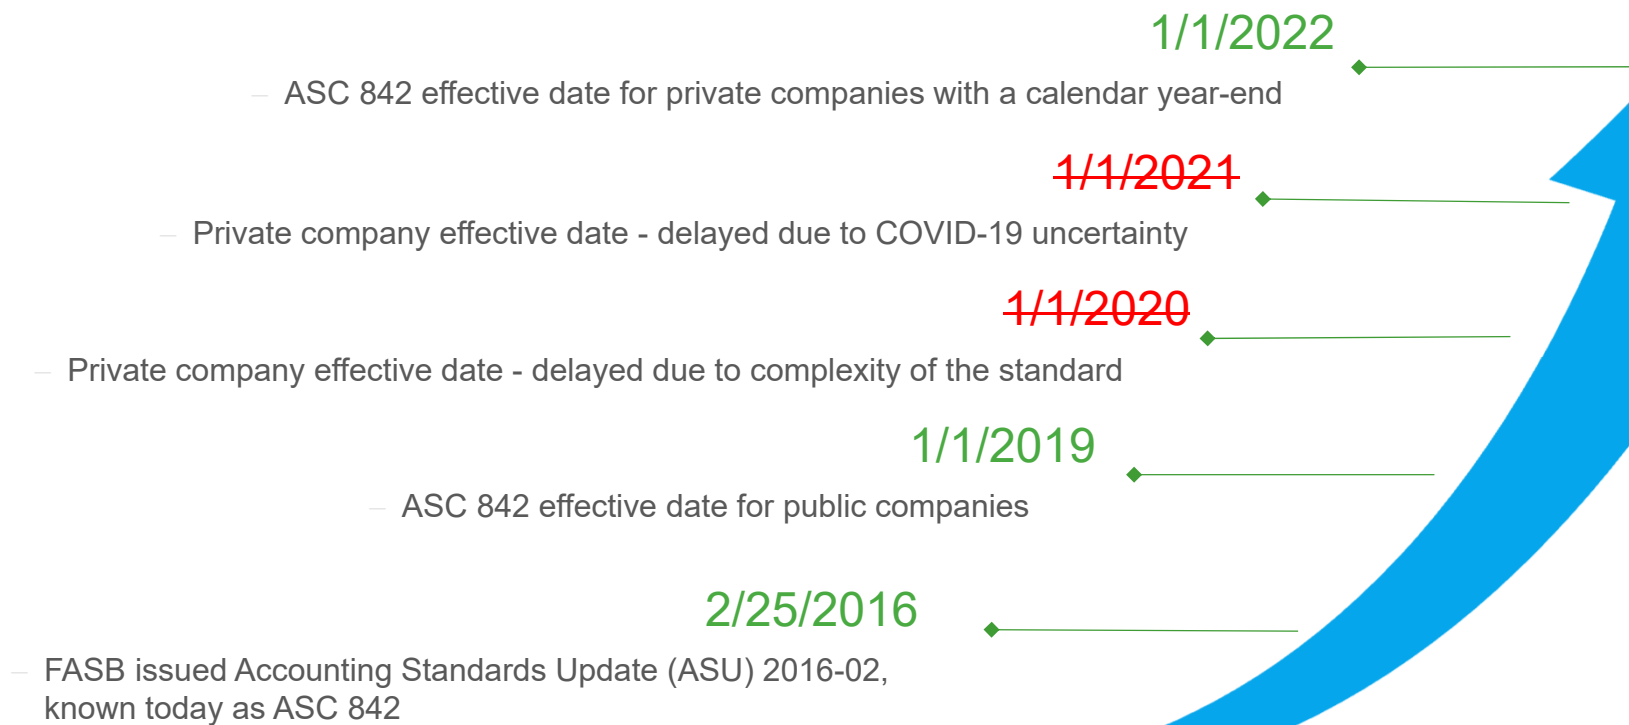 1/1/2022
– ASC 842 effective date for private companies with a calendar year-end
1/1/2021
– Private company effective date - delayed due to COVID-19 uncertainty
1/1/2020
– Private company effective date - delayed due to complexity of the standard
1/1/2019
– ASC 842 effective date for public companies
2/25/2016
– FASB issued Accounting Standards Update (ASU) 2016-02,
known today as ASC 842